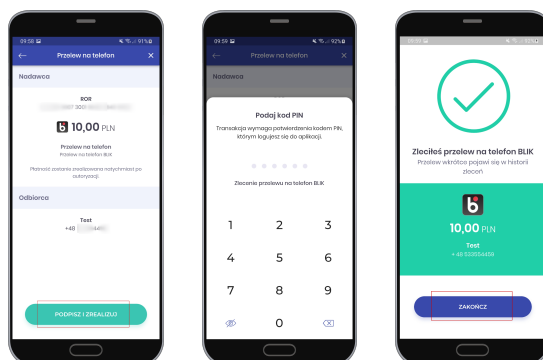 09:58
91%
Przelew na telefon
Nadawca
ROR
10,00 PLN
Przelew na telefon
Przelew na telefon BLIK
Płatność zostanie zrealizowana natychmiast po
autoryzacji.
Odbiorca
Test
+48
PODPISZ I ZREALIZUJ
09:59
92%
Przelew na telefon
Nadawca
Podaj kod PIN
Transakcja wymaga potwierdzenia kodem PIN,
którym logujesz się do aplikacji.
Zlecenie przelewu na telefon BLIK
1 2 3
4 5 6
7 8 9
0
92%
Zleciłeś przelew na telefon BLIK
Przelew wkrótce pojawi się w historii
zleceń
10,00 PLN
Test
+48
ZAKOŃCZ